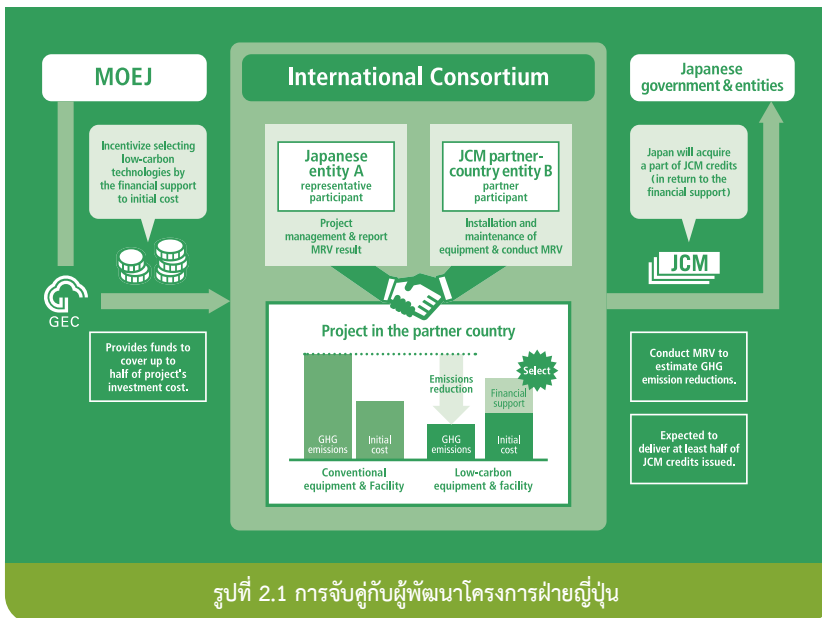 MOEJ
Incentivize selecting
low-carbon
technologies by
the financial support
to initial cost
GEC
Provides funds to
cover up to
half of project's
investment cost.
International Consortium
Japanese
entity A
representative
participant
Project
management & report
MRV result
JCM partner-
country entity B
partner
participant
Installation and
maintenance of
equipment & conduct MRV
Project in the partner country
Emissions
reduction
Select
Financial
support
GHG
emissions
Initial
cost
GHG
emissions
Initial
cost
Conventional
equipment & Facility
Low-carbon
equipment & facility
Japanese
government & entities
Japan will acquire
a part of JCM credits
(in return to the
financial support)
JCM
Conduct MRV to
estimate GHG
emission reductions.
Expected to
deliver at least half of
JCM credits issued.
รูปที่ 2.1 การจับคู่กับผู้พัฒนาโครงการฝ่ายญี่ปุ่น